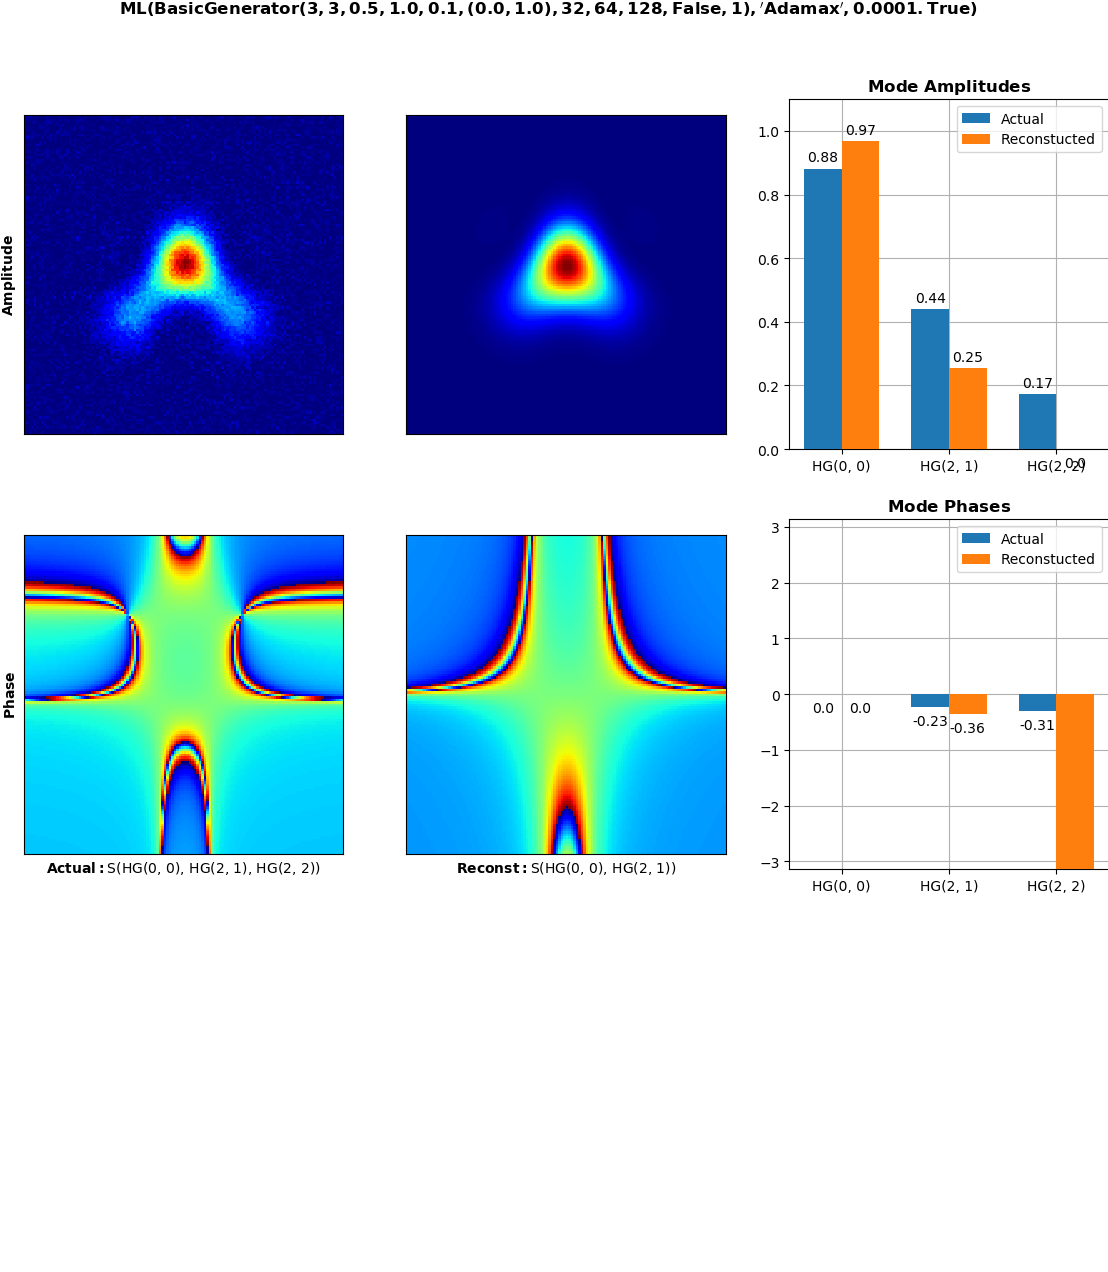 ML(BasicGenerator(3, 3, 0.5, 1.0, 0.1, (0.0, 1.0), 32, 64, 128, False, 1), ′Adamax′, 0.0001. True)
Mode Amplitudes
Actual
Reconstucted
Amplitude
1.0
0.8
0.6
0.4
0.2
0.0
0.88
0.97
0.44
0.25
0.17
0.0
HG(0, 0)
HG(2, 1)
HG(2, 2)
Mode Phases
Actual
Reconstucted
Phase
3
2
1
0
−1
−2
−3
0.0
0.0
-0.23
-0.36
-0.31
HG(0, 0)
HG(2, 1)
HG(2, 2)
Actual: S(HG(0, 0), HG(2, 1), HG(2, 2))
Reconst: S(HG(0, 0), HG(2, 1))